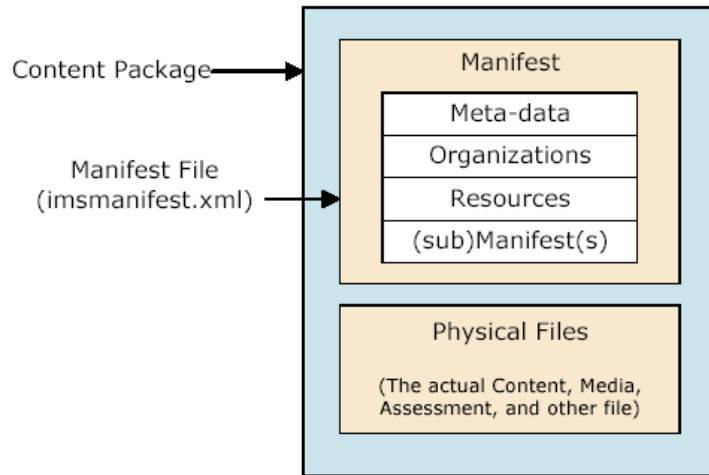 Content Package
Manifest File
(imsmanifest.xml)
Manifest
Meta-data
Organizations
Resources
(sub)Manifest(s)
Physical Files
(The actual Content, Media,
Assessment, and other file)